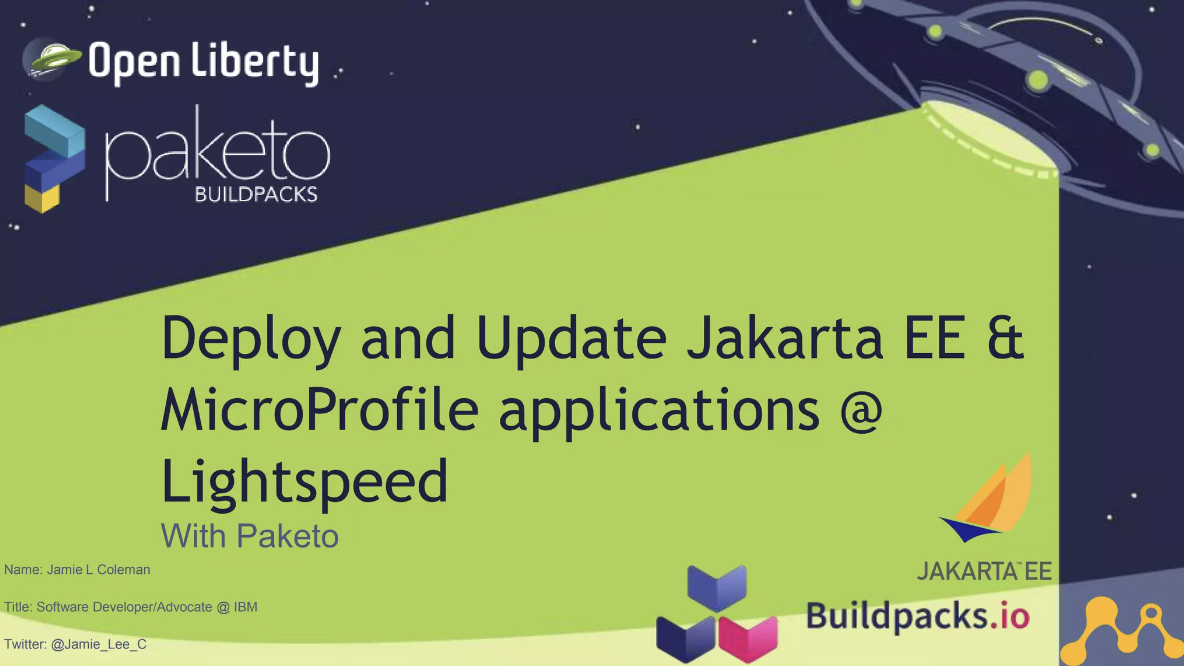 Open Liberty
paketo
BUILDPACKS
Deploy and Update Jakarta EE &
MicroProfile applications @
Lightspeed
With Paketo
Name: Jamie L Coleman
Title: Software Developer/Advocate @ IBM
Twitter: @Jamie_Lee_C
JAKARTA™ EE
Buildpacks.io